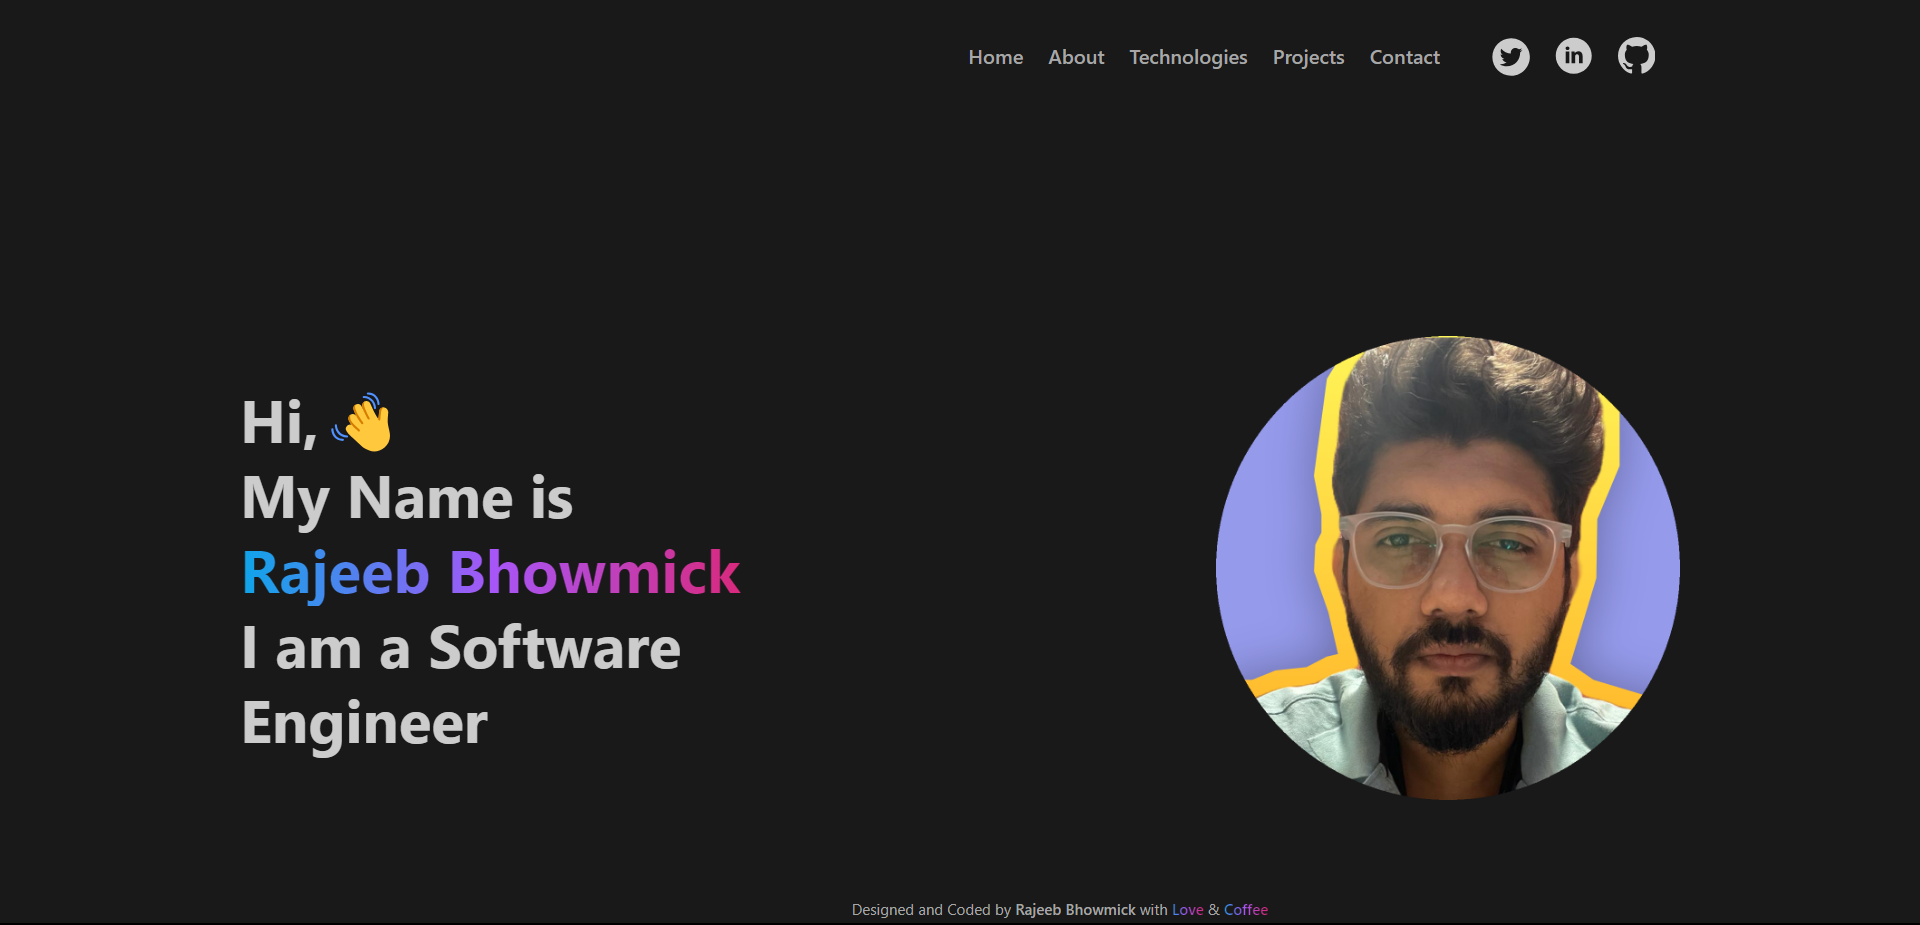 Home About Technologies Projects Contact
Hi, 👋
My Name is
Rajeeb Bhowmick
I am a Software
Engineer
Designed and Coded by Rajeeb Bhowmick with Love & Coffee